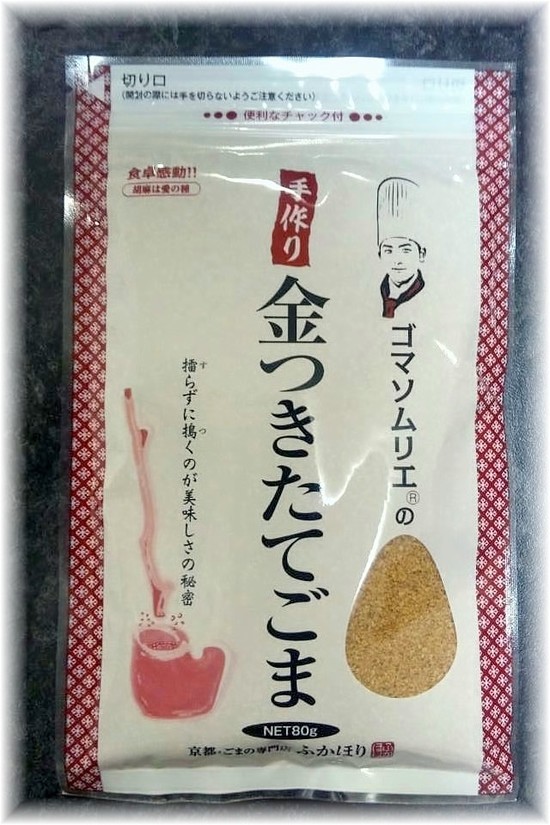 切り口
(開封の際には手を切らないようご注意ください)
●●●便利なチャック付●●●
食卓感動!!
胡麻は愛の種
手作り
ゴマソムリエ®の
金つきたてごま
擂らずに搗くのが美味しさの秘密
す
つ
NET80g
京都・ごまの専門店 ふかほり